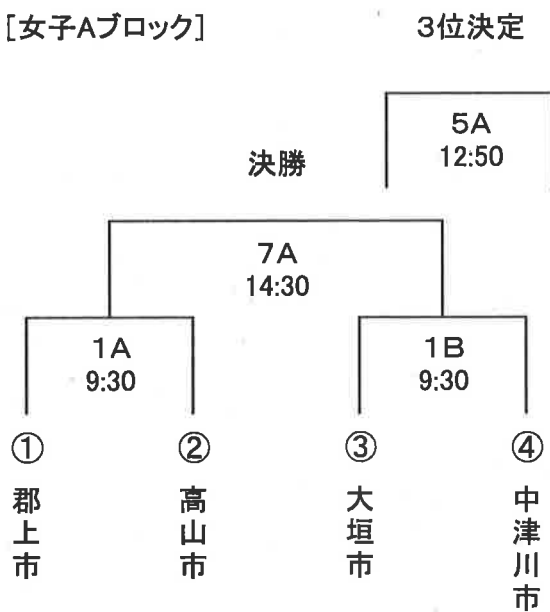 [女子Aブロック]
3位決定
5A
12:50
決勝
7A
14:30
1A
9:30
1B
9:30
① ② ③ ④
郡上市
高山市
大垣市
中津川市